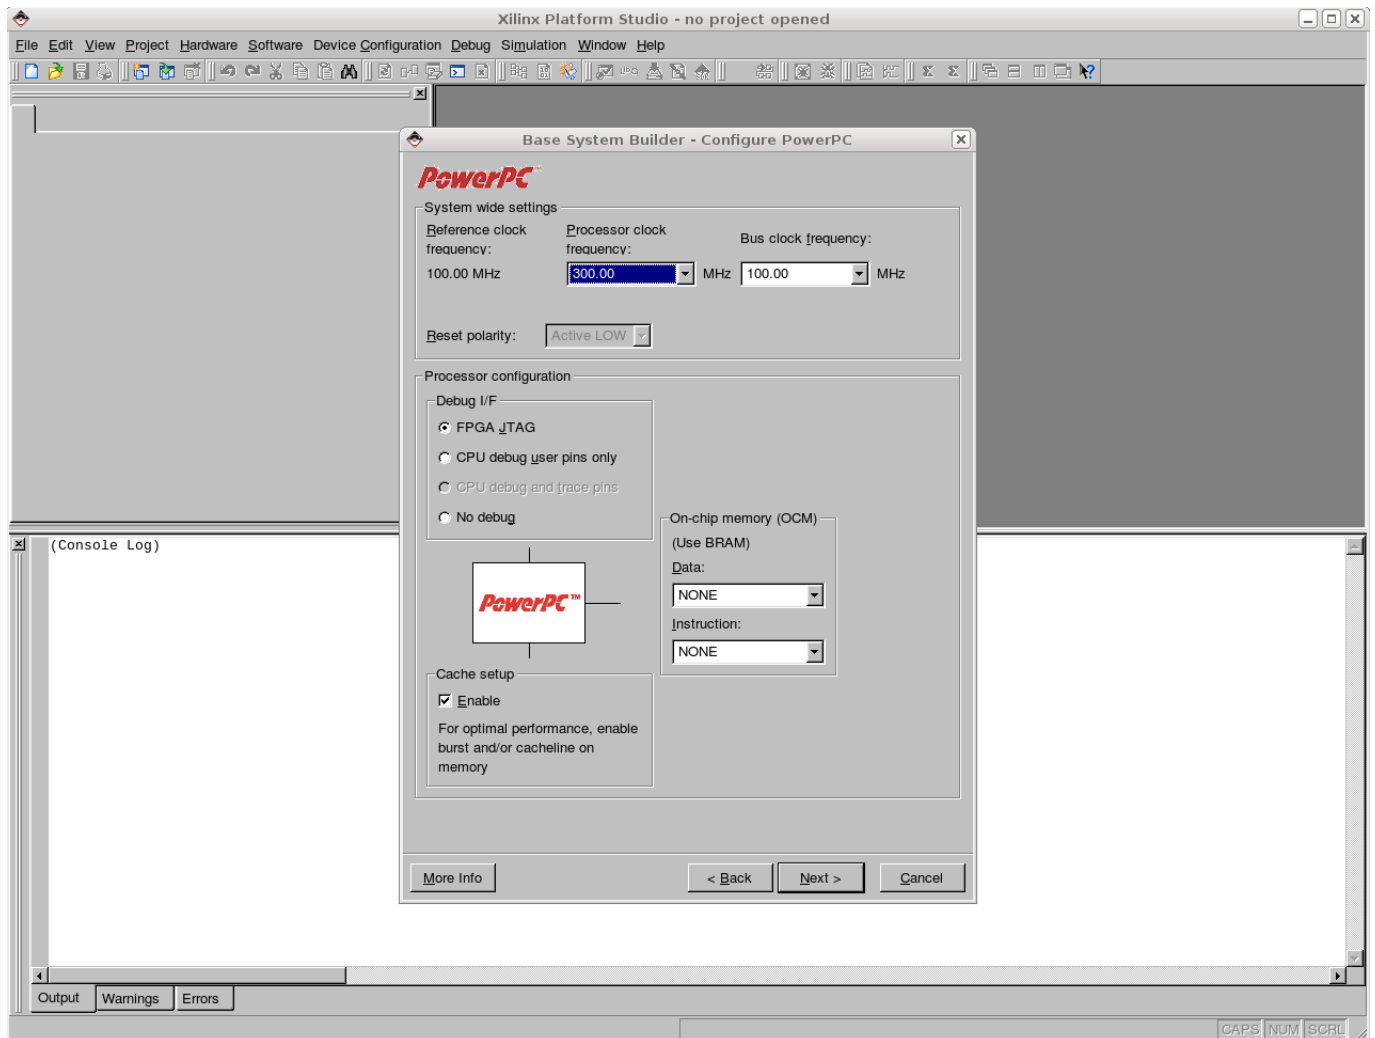 Xilinx Platform Studio - no project opened
File Edit View Project Hardware Software Device Configuration Debug Simulation Window Help
Base System Builder - Configure PowerPC
PowerPC
System wide settings
Reference clock frequency:
Processor clock frequency:
Bus clock frequency:
100.00 MHz
300.00 MHz
100.00 MHz
Reset polarity: Active LOW
Processor configuration
Debug I/F
FPGA JTAG
CPU debug user pins only
CPU debug and trace pins
No debug
On-chip memory (OCM)
(Use BRAM)
Data:
NONE
Instruction:
NONE
PowerPC™
Cache setup
Enable
For optimal performance, enable
burst and/or cacheline on
memory
More Info < Back Next > Cancel
(Console Log)
Output Warnings Errors
CAPS NUM SCRL